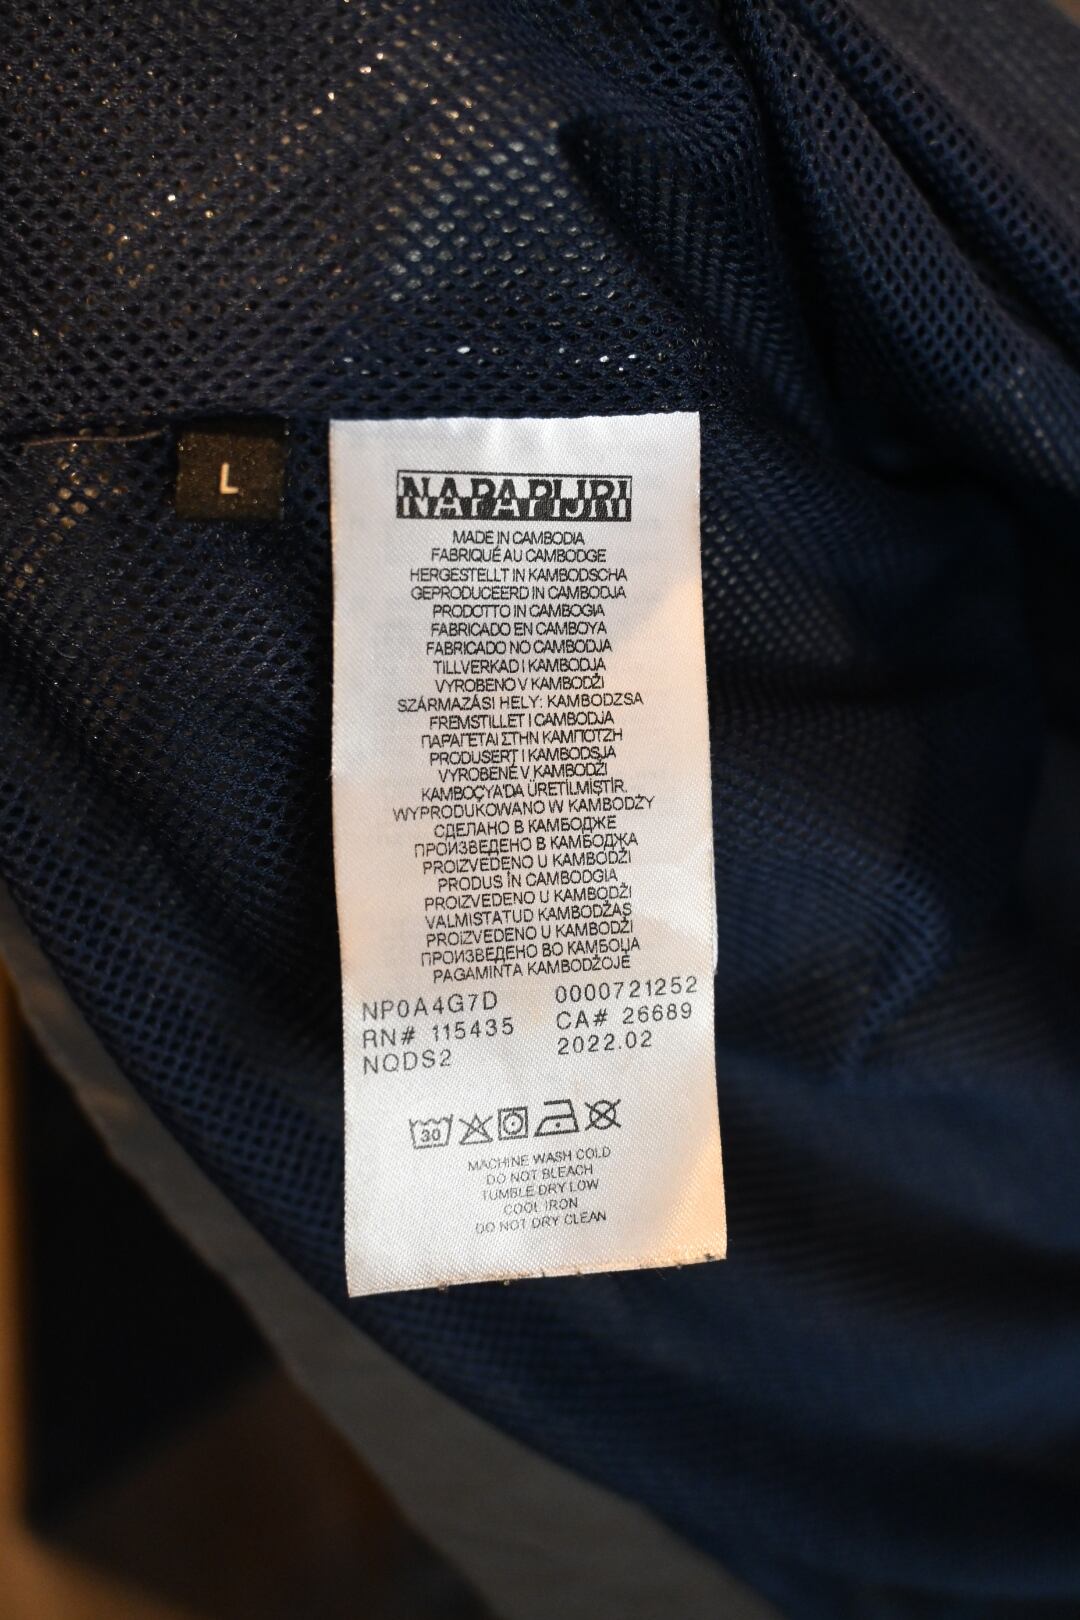 L
NAPAPIJRI
MADE IN CAMBODIA
FABRIQUÉ AU CAMBODGE
HERGESTELLT IN KAMBODSCHA
GEPRODUCEERD IN CAMBODJA
PRODOTTO IN CAMBOGIA
FABRICADO EN CAMBOYA
FABRICADO NO CAMBODJA
TILLVERKAD I KAMBODJA
VYROBENO V KAMBODŽI
SZÁRMAZÁSI HELY: KAMBODZSA
FREMSTILLET I CAMBODJA
ΠΑΡΑΓΕΤΑΙ ΣΤΗΝ ΚΑΜΠΟΤΖΗ
PRODUSERT I KAMBODSJA
VYROBENÉ V KAMBODŽI
KAMBOÇYA'DA ÜRETİLMİŞTİR.
WYPRODUKOWANO W KAMBODŻY
СДЕЛАНО В КАМБОДЖЕ
ПРОИЗВЕДЕНО В КАМБОДЖА
PROIZVEDENO U KAMBODŽI
PRODUS ÎN CAMBODGIA
PROIZVEDENO U KAMBODŽI
VALMISTATUD KAMBODŽAS
PROIZVEDENO U KAMBODŽI
ПРОИЗВЕДЕНО ВО КАМБОЏА
PAGAMINTA KAMBODŽOJE
NP0A4G7D 0000721252
RN# 115435 CA# 26689
NQDS2 2022.02
30
MACHINE WASH COLD
DO NOT BLEACH
TUMBLE DRY LOW
COOL IRON
DO NOT DRY CLEAN